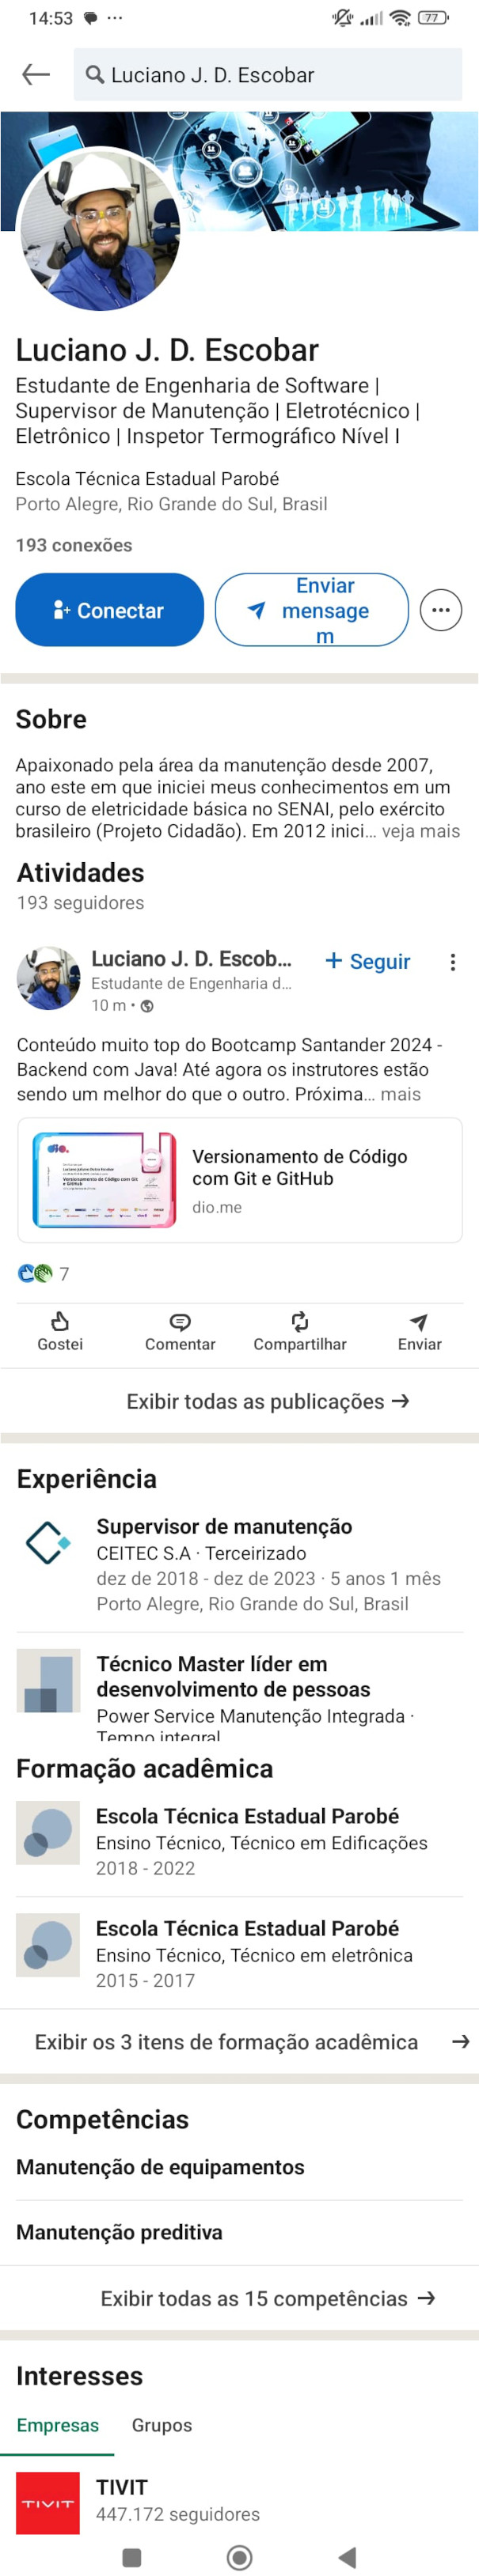 14:53
77
Luciano J. D. Escobar
Luciano J. D. Escobar
Estudante de Engenharia de Software |
Supervisor de Manutenção | Eletrotécnico |
Eletrônico | Inspetor Termográfico Nível I
Escola Técnica Estadual Parobé
Porto Alegre, Rio Grande do Sul, Brasil
193 conexões
Conectar
Enviar
mensage
m
Sobre
Apaixonado pela área da manutenção desde 2007,
ano este em que iniciei meus conhecimentos em um
curso de eletricidade básica no SENAI, pelo exército
brasileiro (Projeto Cidadão). Em 2012 inici... veja mais
Atividades
193 seguidores
Luciano J. D. Escob...
+ Seguir
Estudante de Engenharia d...
10 m •
Conteúdo muito top do Bootcamp Santander 2024 -
Backend com Java! Até agora os instrutores estão
sendo um melhor do que o outro. Próxima... mais
dio.
Versionamento de Código com Git
e GitHub
Versionamento de Código
com Git e GitHub
dio.me
7
Gostei
Comentar
Compartilhar
Enviar
Exibir todas as publicações →
Experiência
Supervisor de manutenção
CEITEC S.A · Terceirizado
dez de 2018 - dez de 2023 · 5 anos 1 mês
Porto Alegre, Rio Grande do Sul, Brasil
Técnico Master líder em
desenvolvimento de pessoas
Power Service Manutenção Integrada ·
Tempo integral
Formação acadêmica
Escola Técnica Estadual Parobé
Ensino Técnico, Técnico em Edificações
2018 - 2022
Escola Técnica Estadual Parobé
Ensino Técnico, Técnico em eletrônica
2015 - 2017
Exibir os 3 itens de formação acadêmica →
Competências
Manutenção de equipamentos
Manutenção preditiva
Exibir todas as 15 competências →
Interesses
Empresas
Grupos
TIVIT
TIVIT
447.172 seguidores